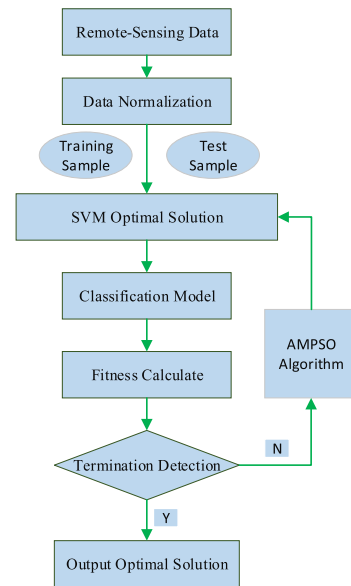 Remote-Sensing Data
Data Normalization
Training
Sample
Test
Sample
SVM Optimal Solution
Classification Model
AMPSO
Algorithm
Fitness Calculate
Termination Detection
N
Y
Output Optimal Solution